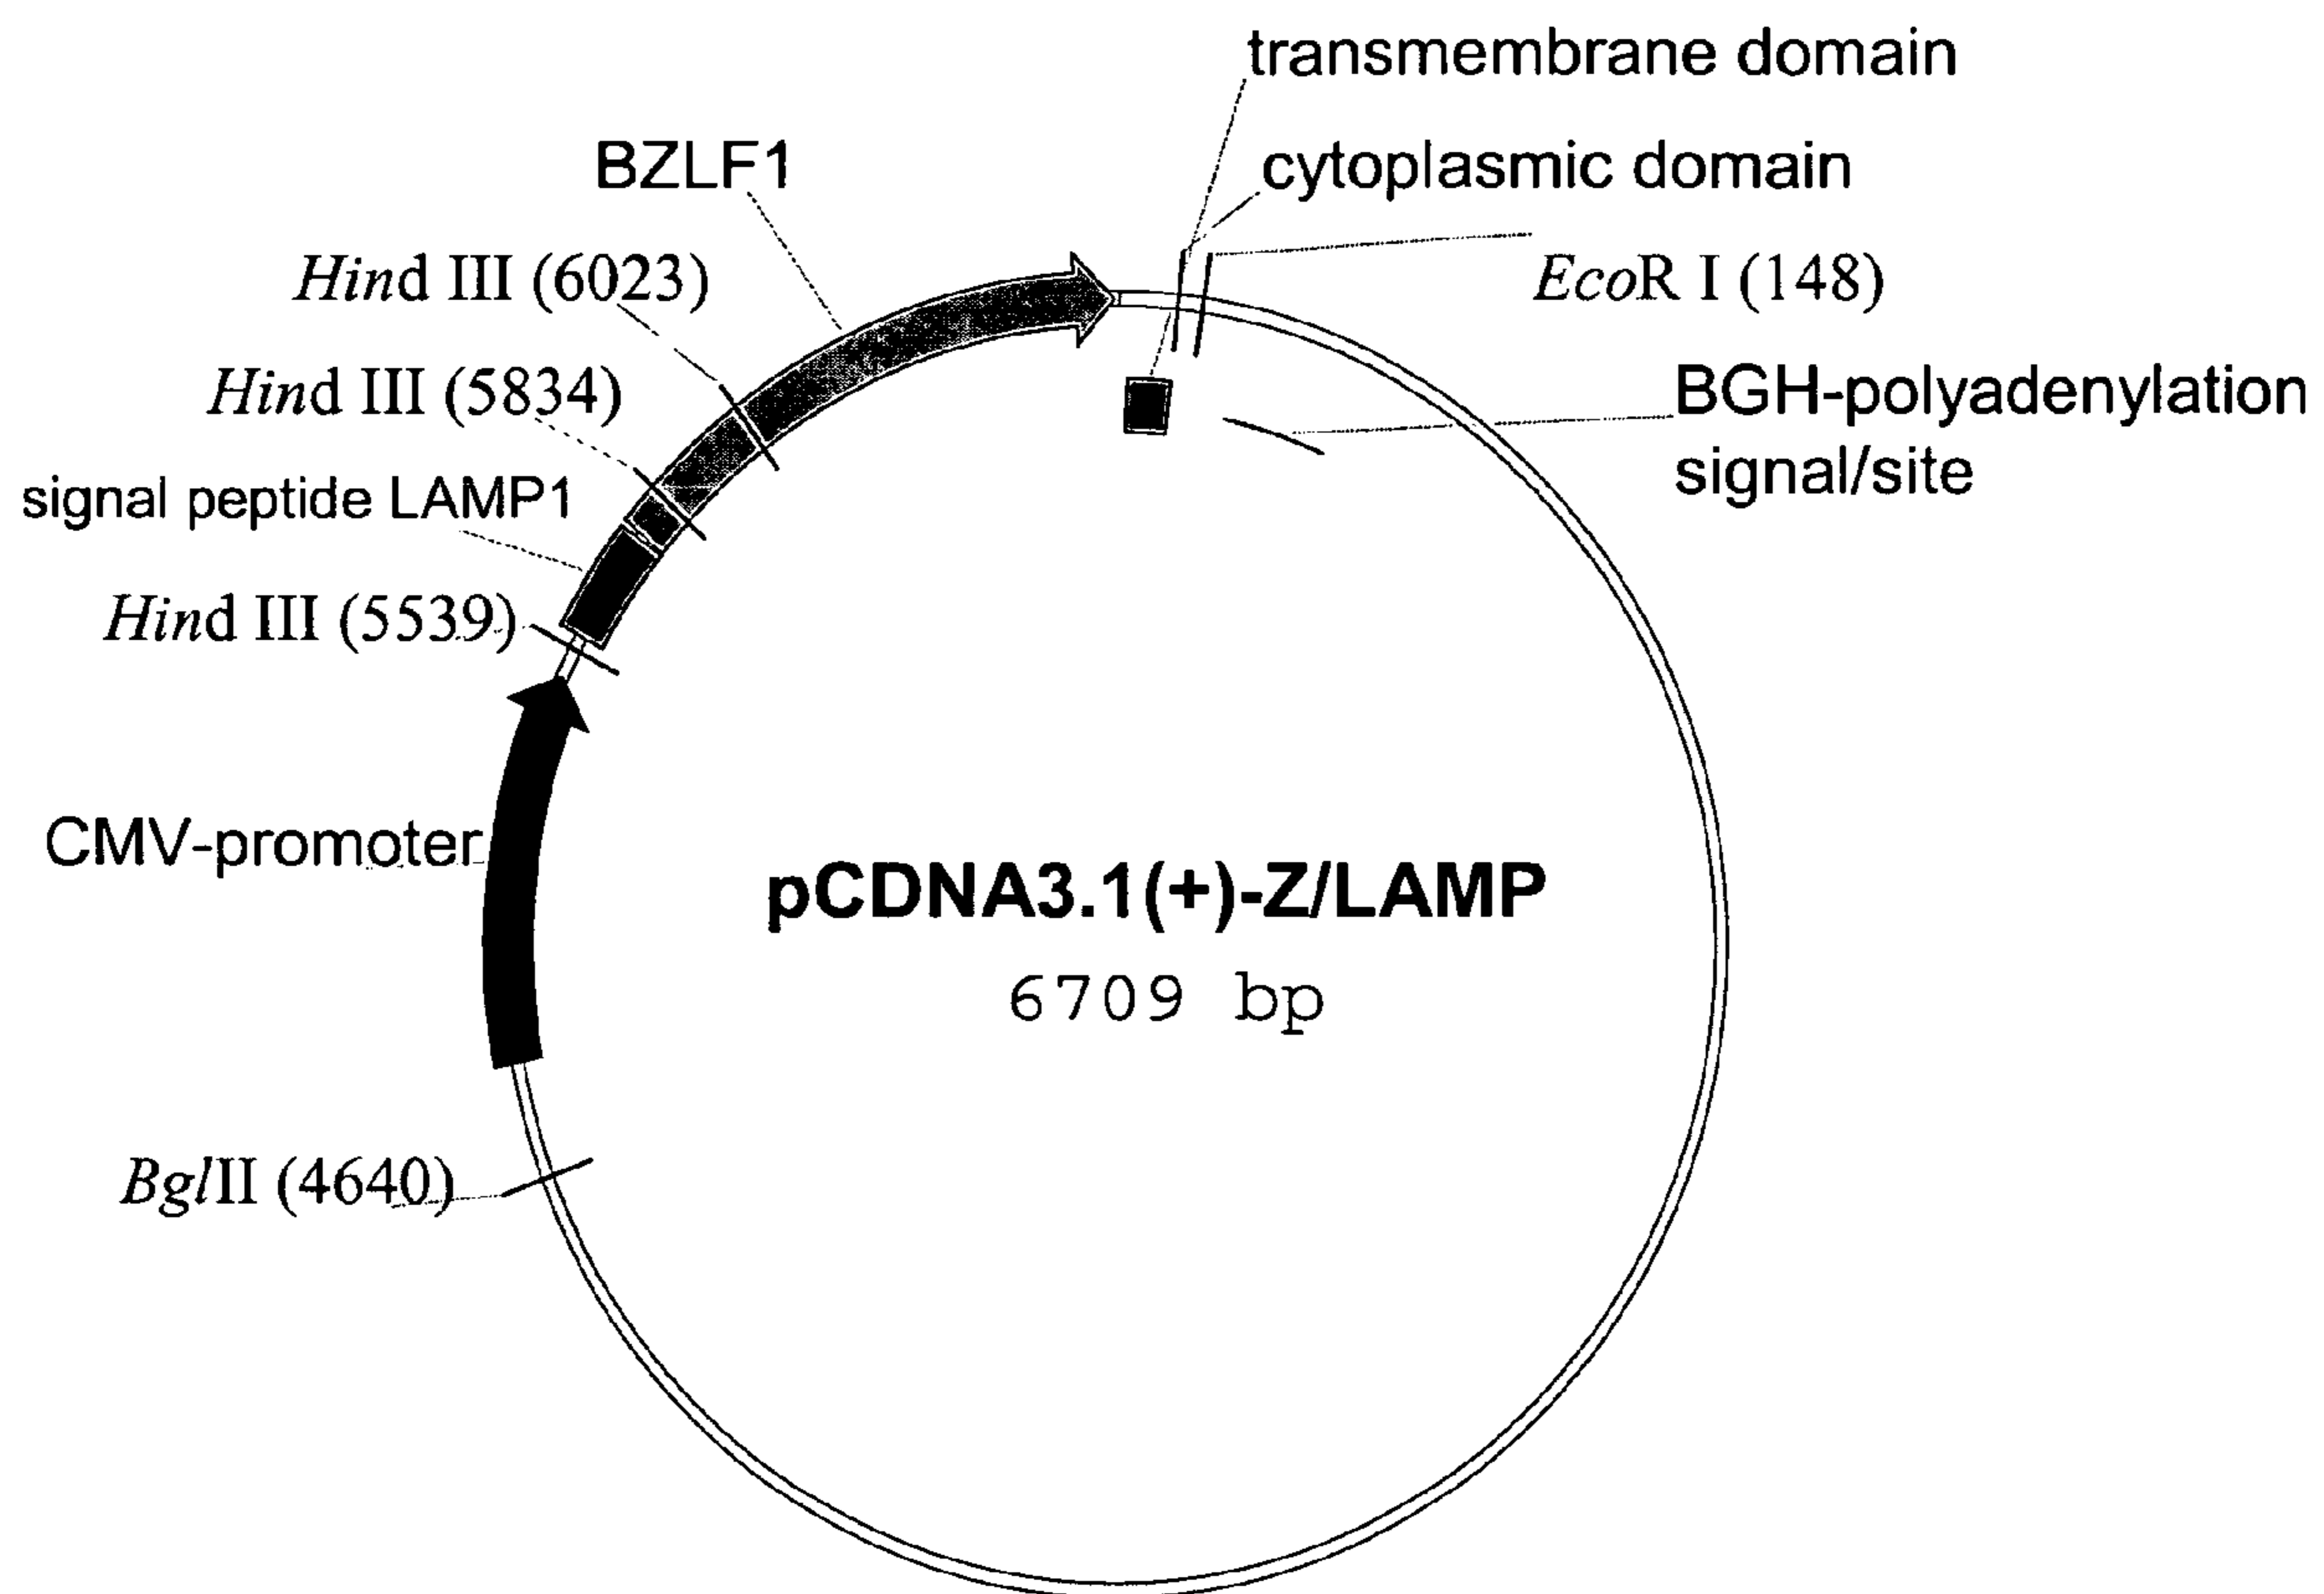 transmembrane domain
BZLF1
cytoplasmic domain
Hind III (6023)
EcoR I (148)
Hind III (5834)
BGH-polyadenylation
signal/site
signal peptide LAMP1
Hind III (5539)
CMV-promoter
pCDNA3.1(+)-Z/LAMP
6709 bp
BglII (4640)